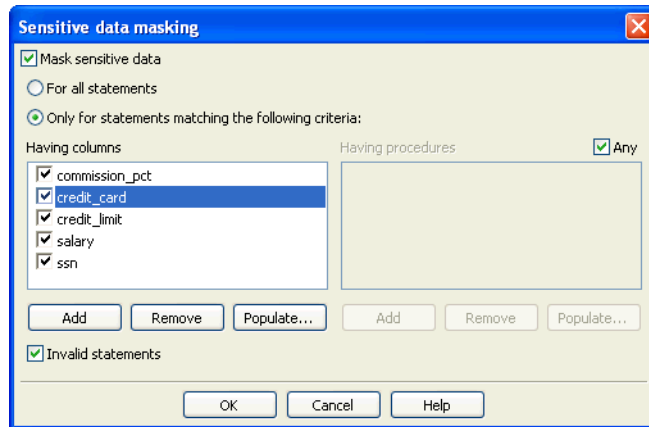 Sensitive data masking
Mask sensitive data
For all statements
Only for statements matching the following criteria:
Having columns
Having procedures
Any
commission_pct
credit_card
credit_limit
salary
ssn
Add Remove Populate... Add Remove Populate...
Invalid statements
OK Cancel Help